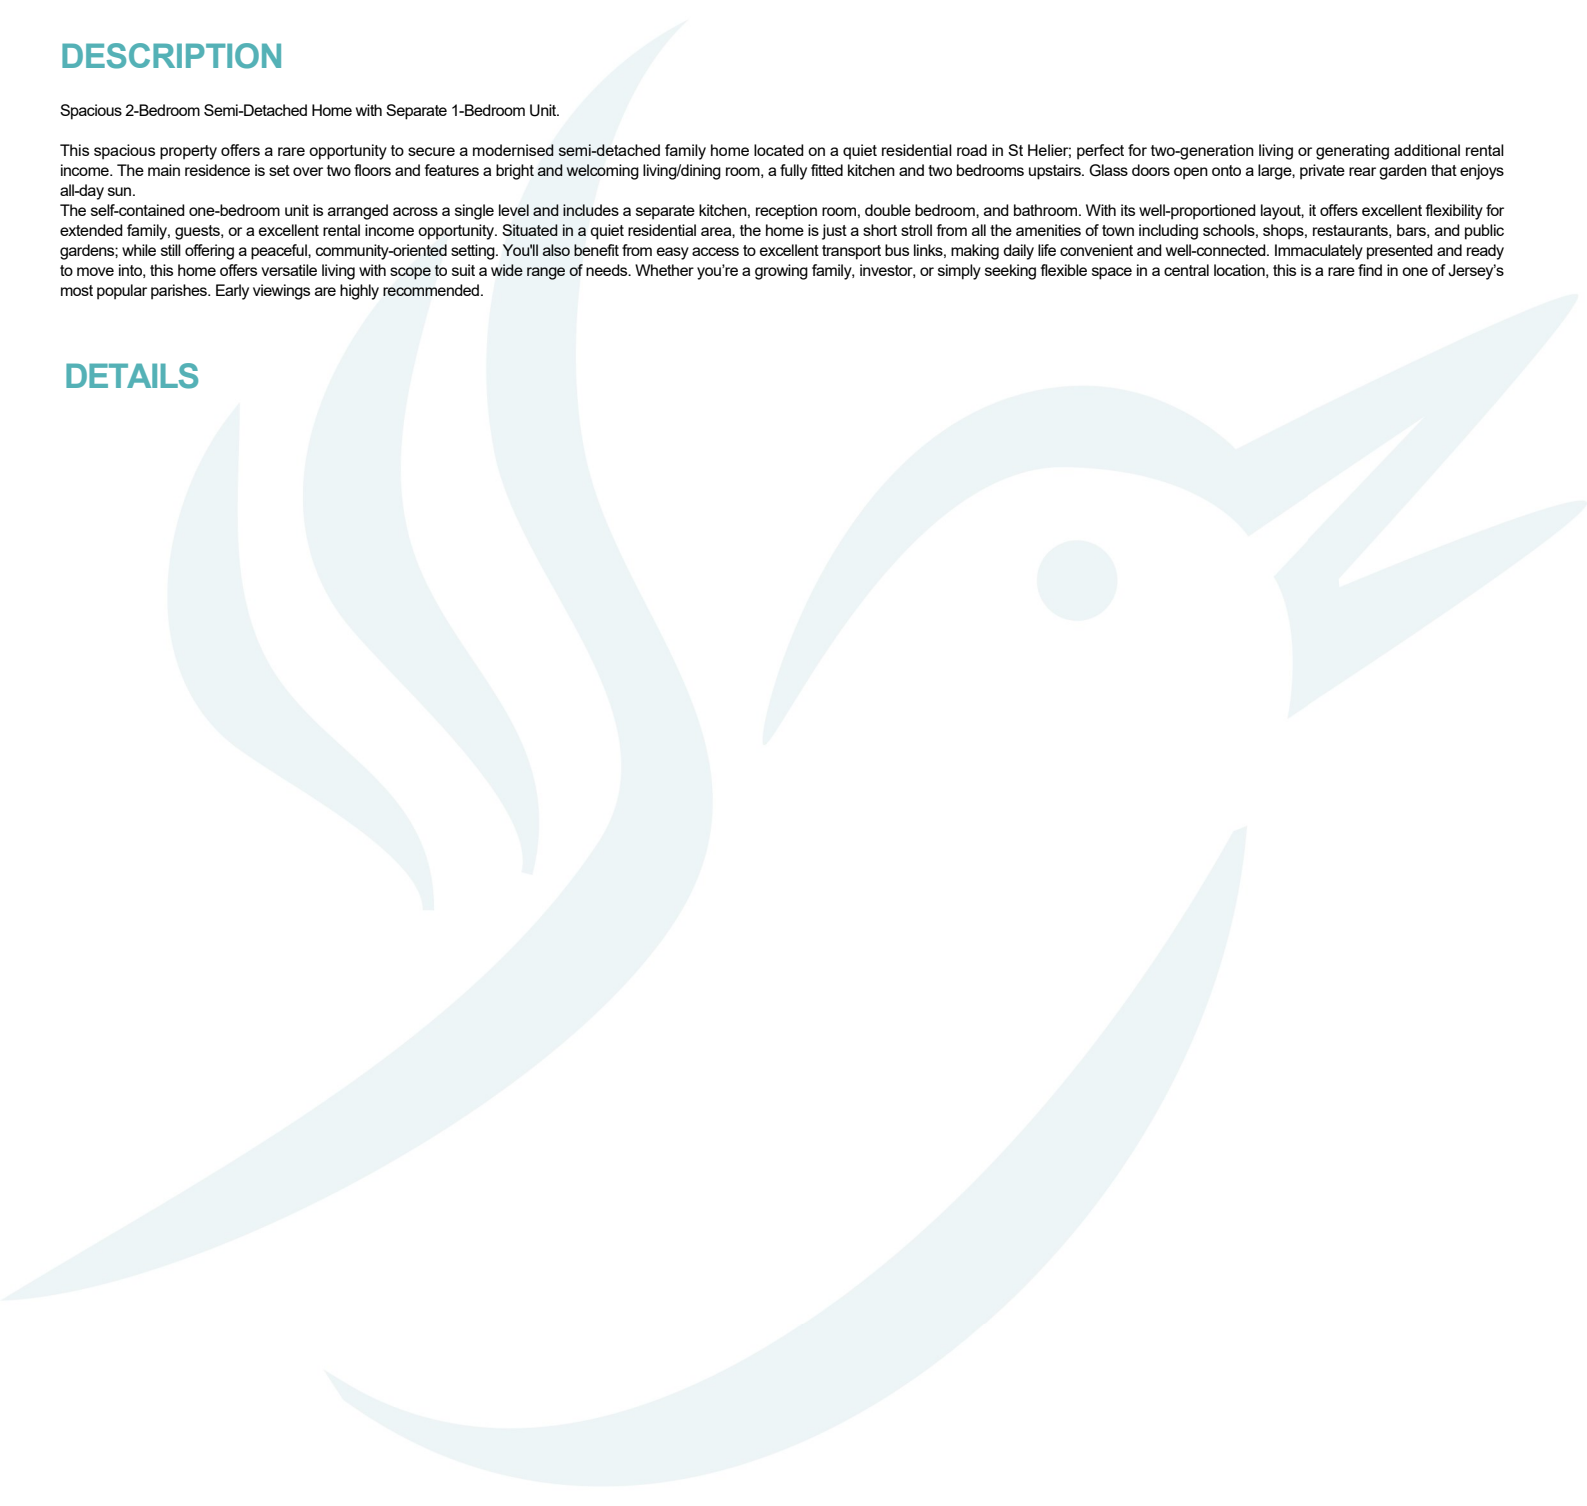 DESCRIPTION
Spacious 2-Bedroom Semi-Detached Home with Separate 1-Bedroom Unit.
This spacious property offers a rare opportunity to secure a modernised semi-detached family home located on a quiet residential road in St Helier; perfect for two-generation living or generating additional rental
income. The main residence is set over two floors and features a bright and welcoming living/dining room, a fully fitted kitchen and two bedrooms upstairs. Glass doors open onto a large, private rear garden that enjoys
all-day sun.
The self-contained one-bedroom unit is arranged across a single level and includes a separate kitchen, reception room, double bedroom, and bathroom. With its well-proportioned layout, it offers excellent flexibility for
extended family, guests, or a excellent rental income opportunity. Situated in a quiet residential area, the home is just a short stroll from all the amenities of town including schools, shops, restaurants, bars, and public
gardens; while still offering a peaceful, community-oriented setting. You'll also benefit from easy access to excellent transport bus links, making daily life convenient and well-connected. Immaculately presented and ready
to move into, this home offers versatile living with scope to suit a wide range of needs. Whether you’re a growing family, investor, or simply seeking flexible space in a central location, this is a rare find in one of Jersey’s
most popular parishes. Early viewings are highly recommended.
DETAILS